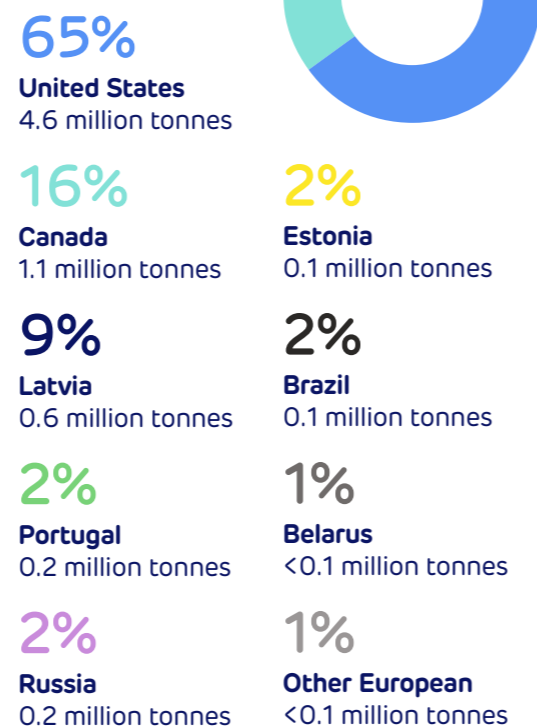 65%
United States
4.6 million tonnes
16%
Canada
1.1 million tonnes
9%
Latvia
0.6 million tonnes
2%
Portugal
0.2 million tonnes
2%
Russia
0.2 million tonnes
2%
Estonia
0.1 million tonnes
2%
Brazil
0.1 million tonnes
1%
Belarus
<0.1 million tonnes
1%
Other European
<0.1 million tonnes